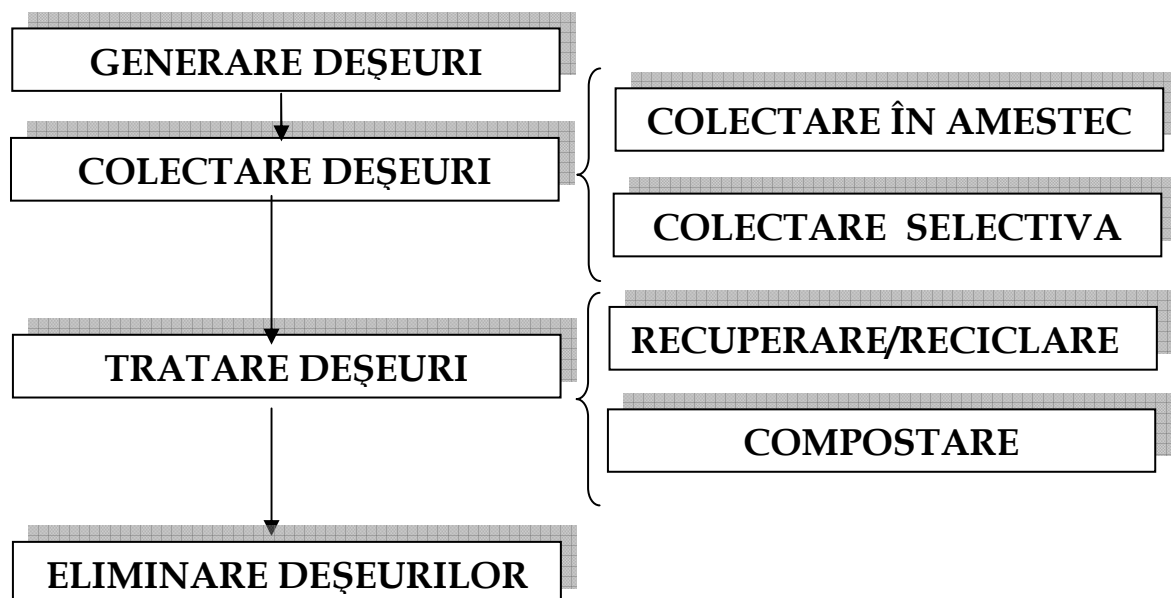 GENERARE DEŞEURI
COLECTARE DEŞEURI
COLECTARE ÎN AMESTEC
COLECTARE SELECTIVA
TRATARE DEŞEURI
RECUPERARE/RECICLARE
COMPOSTARE
ELIMINARE DEŞEURILOR